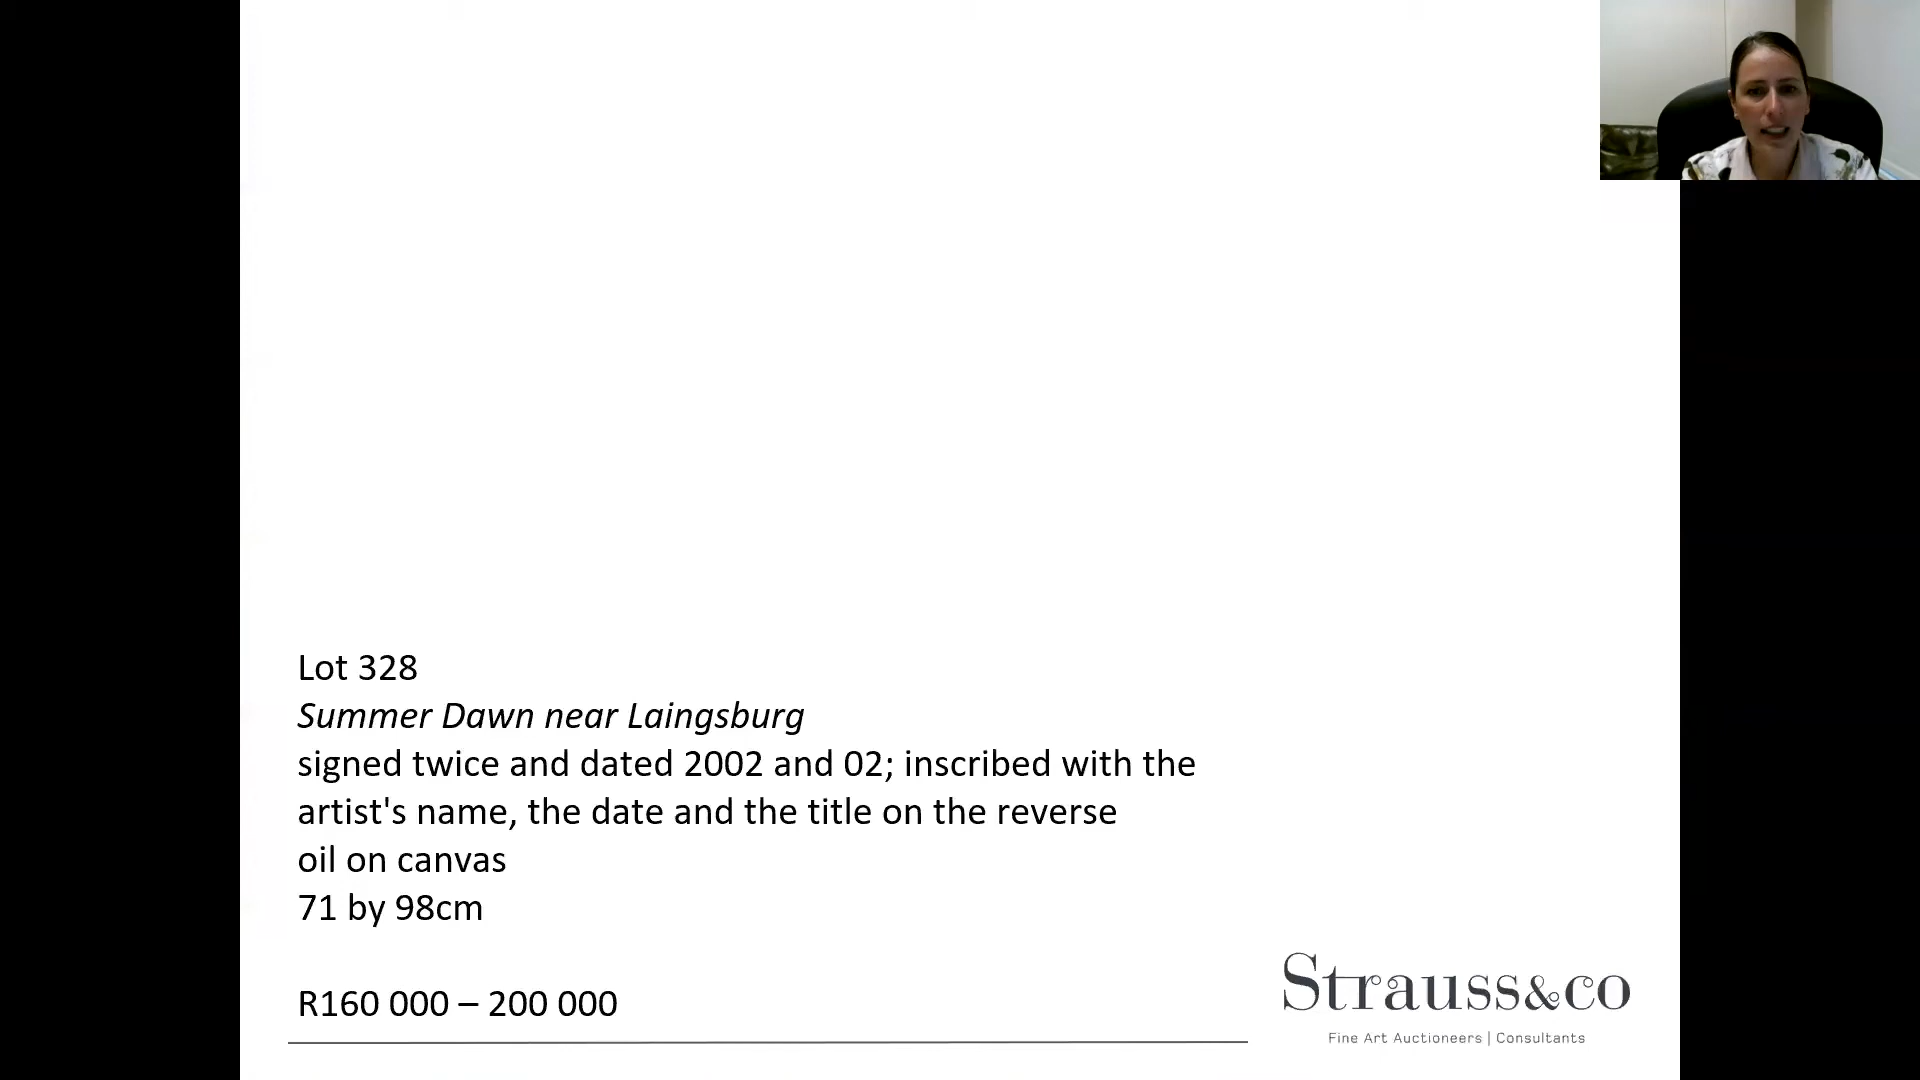 Lot 328
Summer Dawn near Laingsburg
signed twice and dated 2002 and 02; inscribed with the
artist's name, the date and the title on the reverse
oil on canvas
71 by 98cm
R160 000 – 200 000
Strauss&co
Fine Art Auctioneers | Consultants